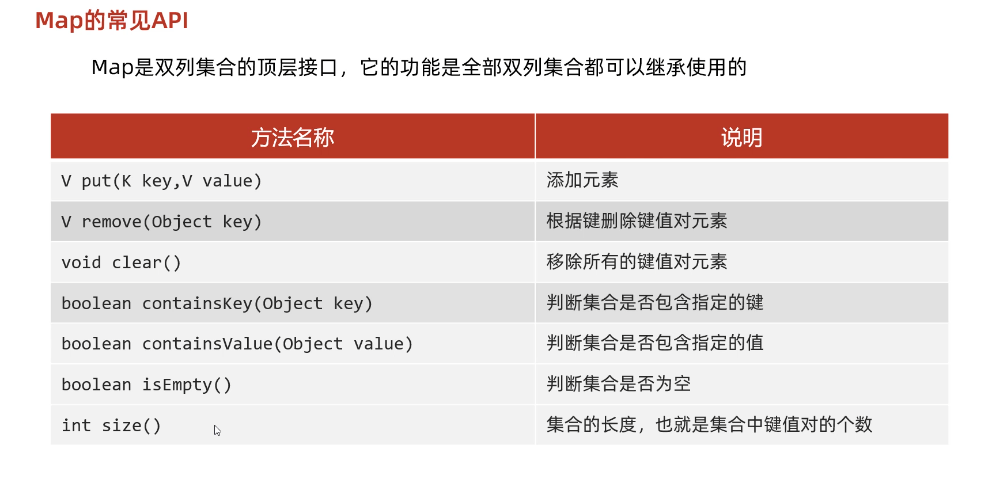 Map的常见API
Map是双列集合的顶层接口，它的功能是全部双列集合都可以继承使用的
方法名称 说明
V put(K key,V value) 添加元素
V remove(Object key) 根据键删除键值对元素
void clear() 移除所有的键值对元素
boolean containsKey(Object key) 判断集合是否包含指定的键
boolean containsValue(Object value) 判断集合是否包含指定的值
boolean isEmpty() 判断集合是否为空
int size() 集合的长度，也就是集合中键值对的个数